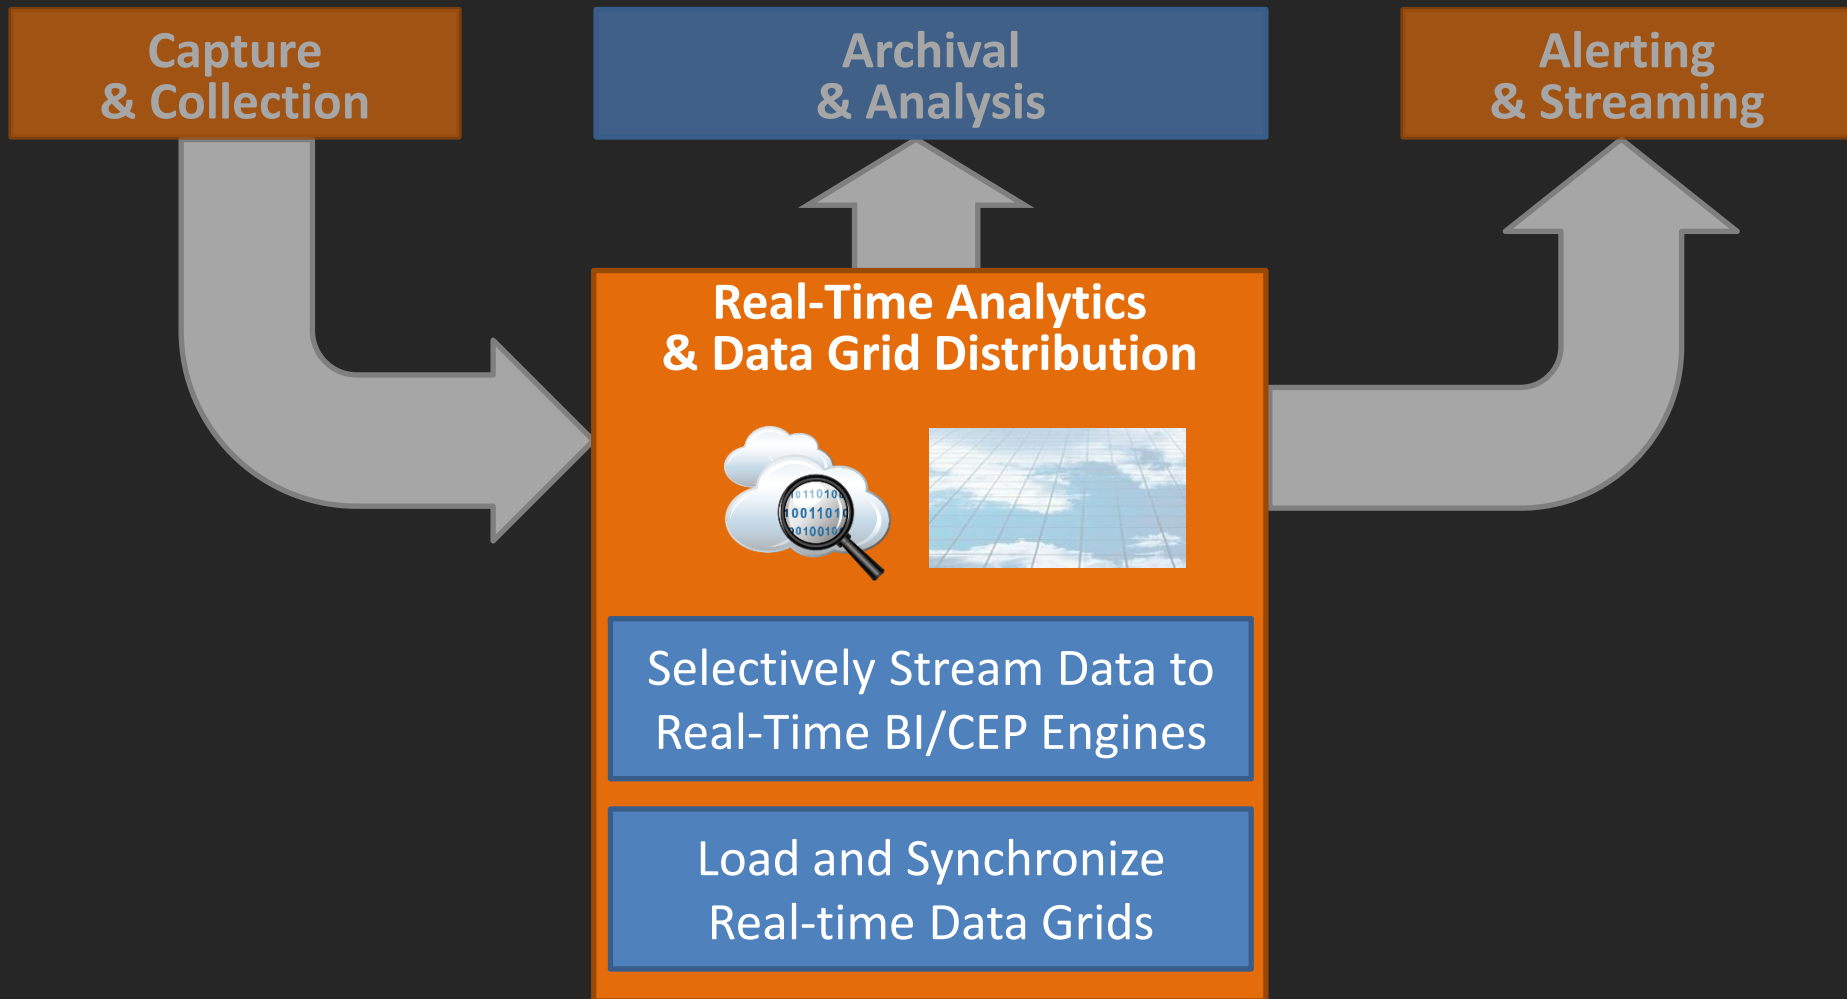 Capture
& Collection
Archival
& Analysis
Alerting
& Streaming
Real-Time Analytics
& Data Grid Distribution
10011010
Selectively Stream Data to
Real-Time BI/CEP Engines
Load and Synchronize
Real-time Data Grids